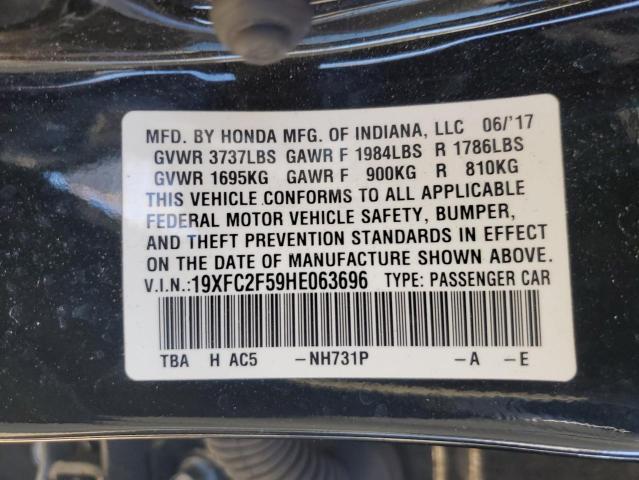 MFD. BY HONDA MFG. OF INDIANA, LLC 06/'17
GVWR 3737LBS GAWR F 1984LBS R 1786LBS
GVWR 1695KG GAWR F 900KG R 810KG
THIS VEHICLE CONFORMS TO ALL APPLICABLE
FEDERAL MOTOR VEHICLE SAFETY, BUMPER,
AND THEFT PREVENTION STANDARDS IN EFFECT
ON THE DATE OF MANUFACTURE SHOWN ABOVE.
V.I.N.:19XFC2F59HE063696 TYPE: PASSENGER CAR
TBA H AC5 -NH731P -A -E